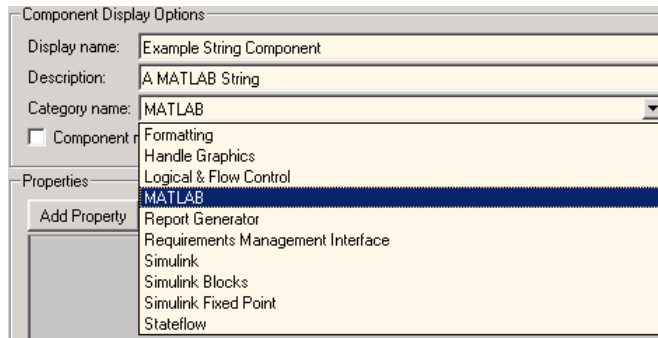 Component Display Options
Display name: Example String Component
Description: A MATLAB String
Category name: MATLAB
Component
Formatting
Handle Graphics
Logical & Flow Control
Properties
MATLAB
Add Property
Report Generator
Requirements Management Interface
Simulink
Simulink Blocks
Simulink Fixed Point
Stateflow